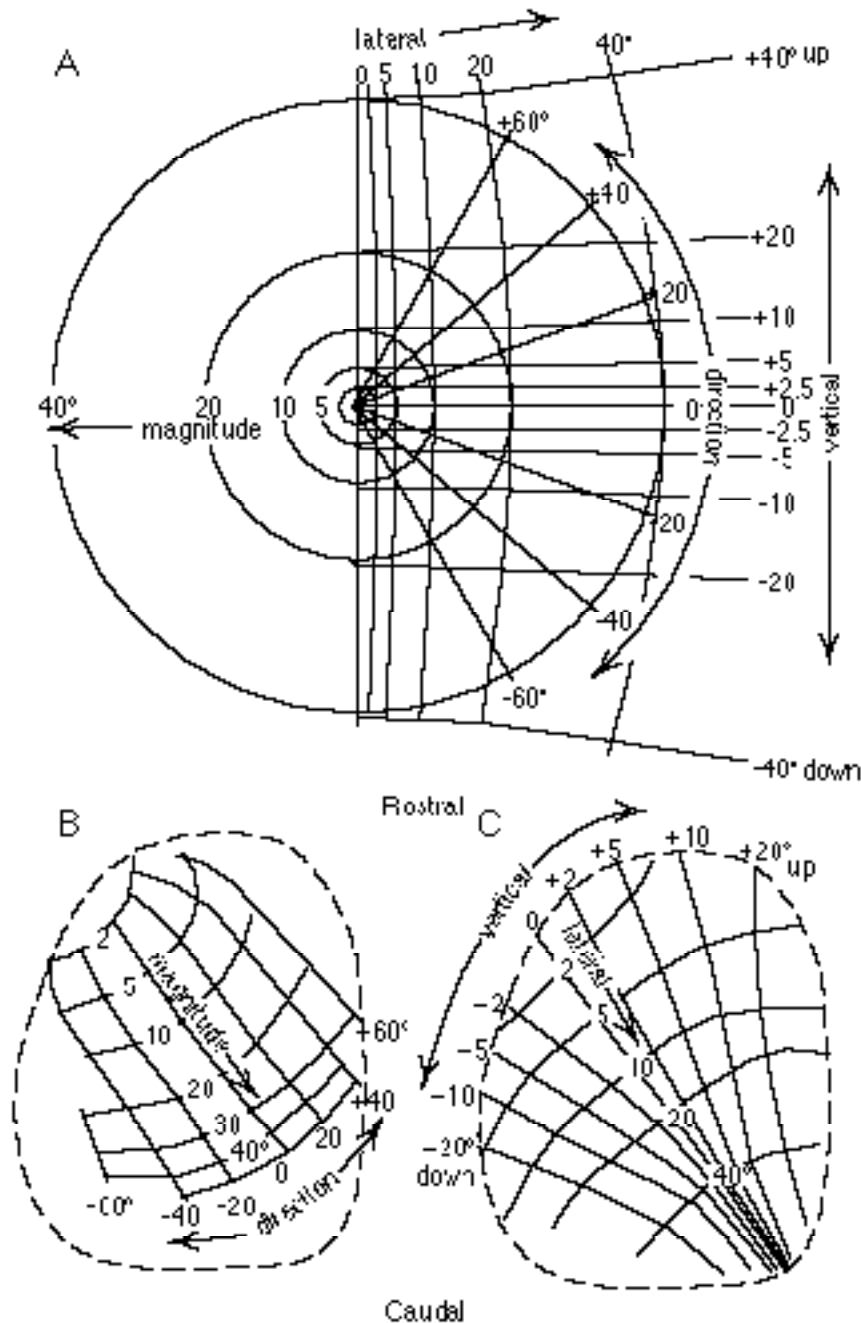 A
lateral
0 5 10 20 40°
+40° up
+60°
+40
+20
20
+10
+5
+2.5
40° 20 10 5
0
0
direction
vertical
magnitude
-2.5
-5
-10
20
-20
-40
-60°
-40° down
Rostral
B
2
5
magnitude
10
20
30
40°
0
20
+40
+60°
-60°
-40
-20
direction
C
vertical
0
+2
+5
+10
+20°
up
lateral
2
5
10
20
40°
-2
-5
-10
-20°
down
Caudal